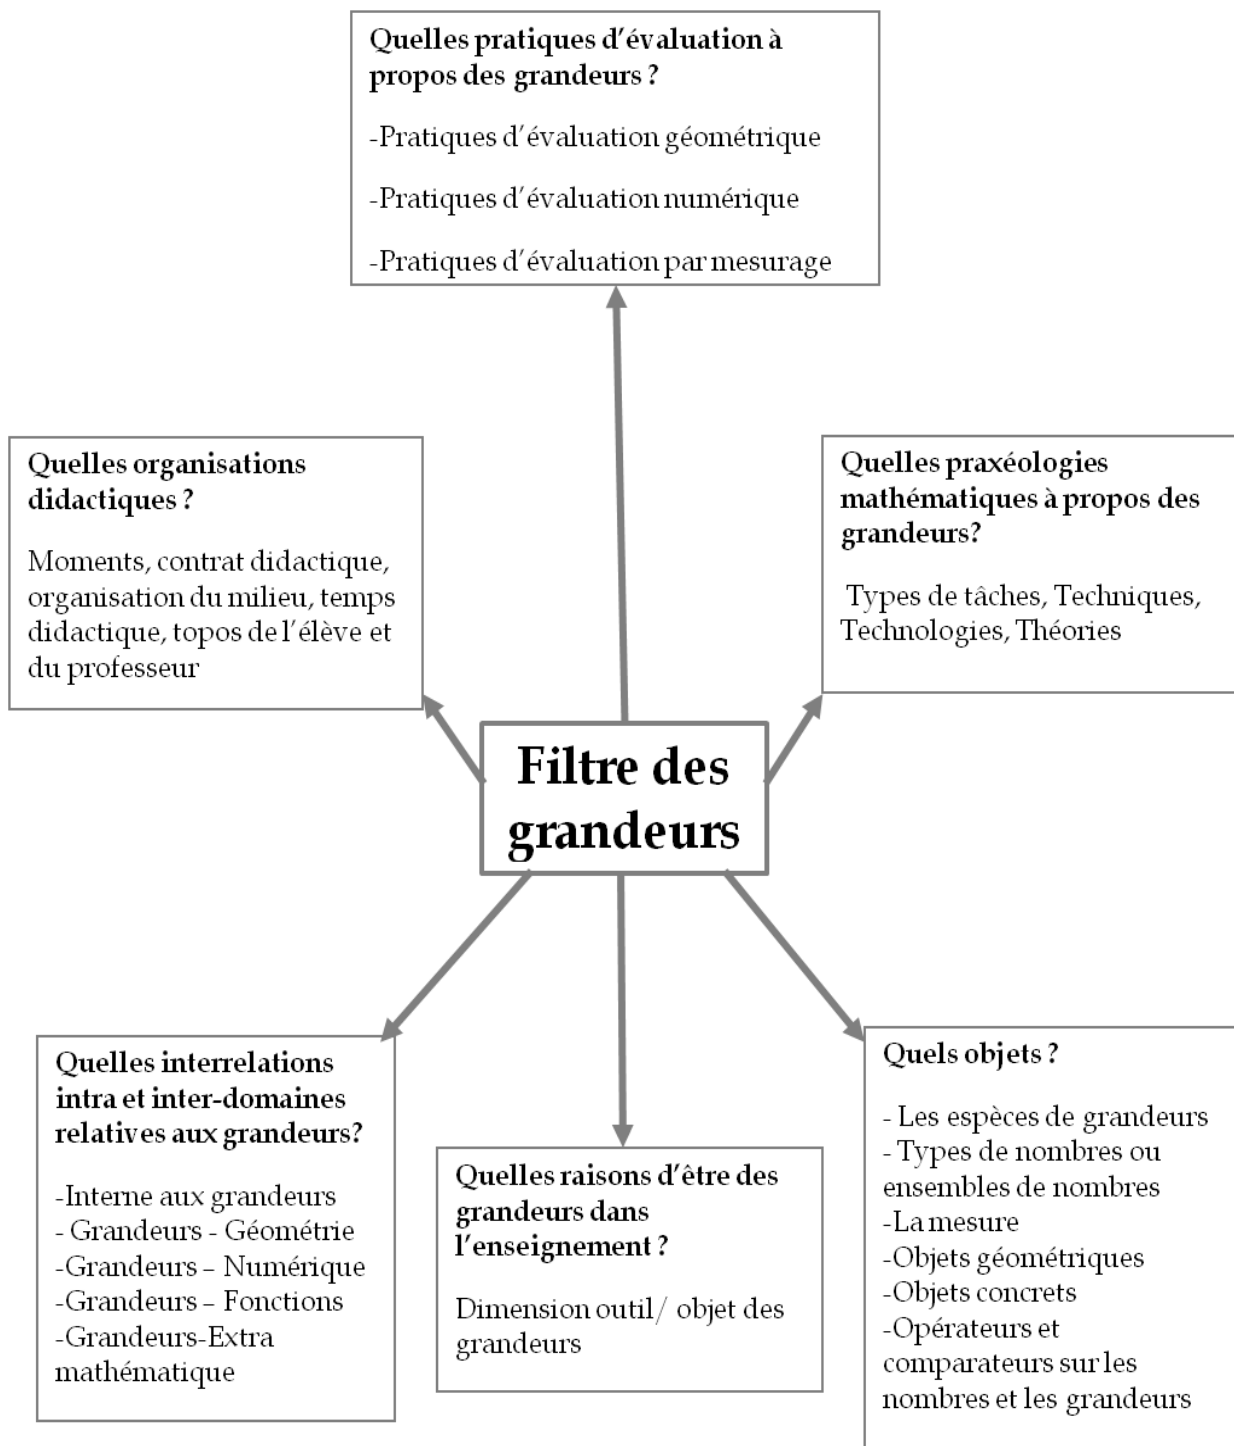 Quelles pratiques d'évaluation à
propos des grandeurs ?
-Pratiques d'évaluation géométrique
-Pratiques d'évaluation numérique
-Pratiques d'évaluation par mesurage
Quelles organisations
didactiques ?
Moments, contrat didactique,
organisation du milieu, temps
didactique, topos de l'élève et
du professeur
Quelles praxéologies
mathématiques à propos des
grandeurs?
Types de tâches, Techniques,
Technologies, Théories
Filtre des
grandeurs
Quelles interrelations
intra et inter-domaines
relatives aux grandeurs?
-Interne aux grandeurs
- Grandeurs - Géométrie
-Grandeurs – Numérique
-Grandeurs – Fonctions
-Grandeurs-Extra
mathématique
Quelles raisons d'être des
grandeurs dans
l'enseignement ?
Dimension outil/ objet des
grandeurs
Quels objets ?
- Les espèces de grandeurs
- Types de nombres ou
ensembles de nombres
-La mesure
-Objets géométriques
-Objets concrets
-Opérateurs et
comparateurs sur les
nombres et les grandeurs